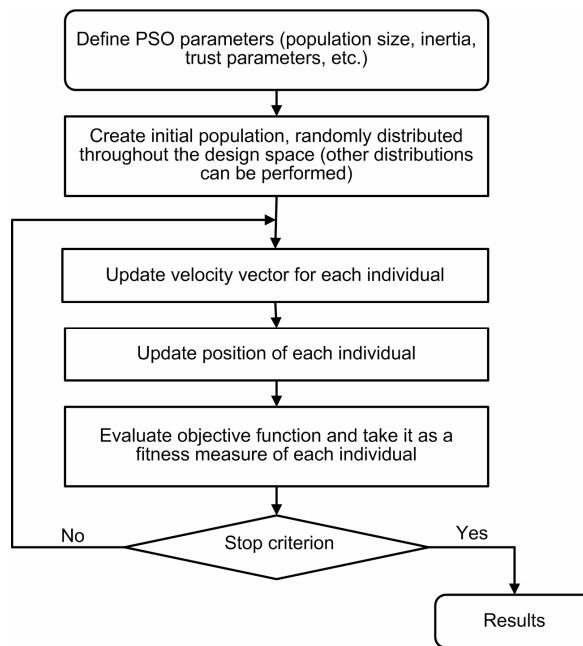 Define PSO parameters (population size, inertia,
trust parameters, etc.)
Create initial population, randomly distributed
throughout the design space (other distributions
can be performed)
Update velocity vector for each individual
Update position of each individual
Evaluate objective function and take it as a
fitness measure of each individual
No
Stop criterion
Yes
Results